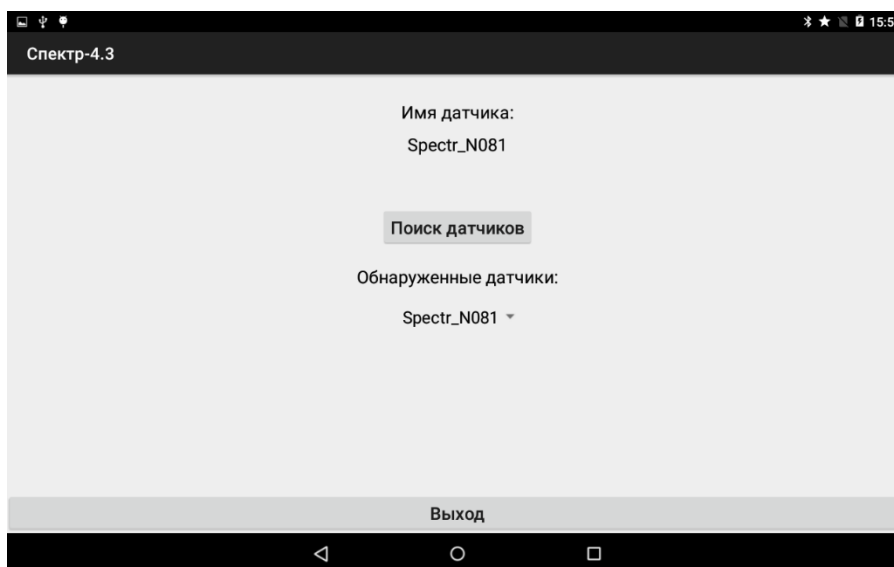 15:5
Спектр-4.3
Имя датчика:
Spectr_N081
Поиск датчиков
Обнаруженные датчики:
Spectr_N081
Выход